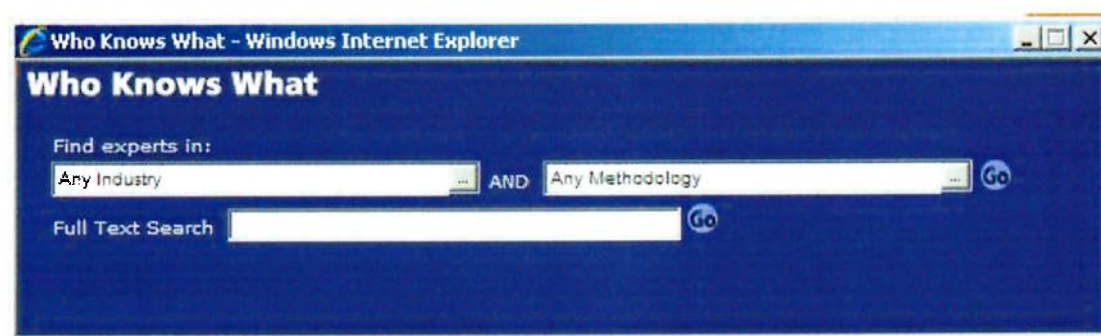 Who Knows What - Windows Internet Explorer
Who Knows What
Find experts in:
Any Industry ... AND Any Methodology ... Go
Full Text Search Go